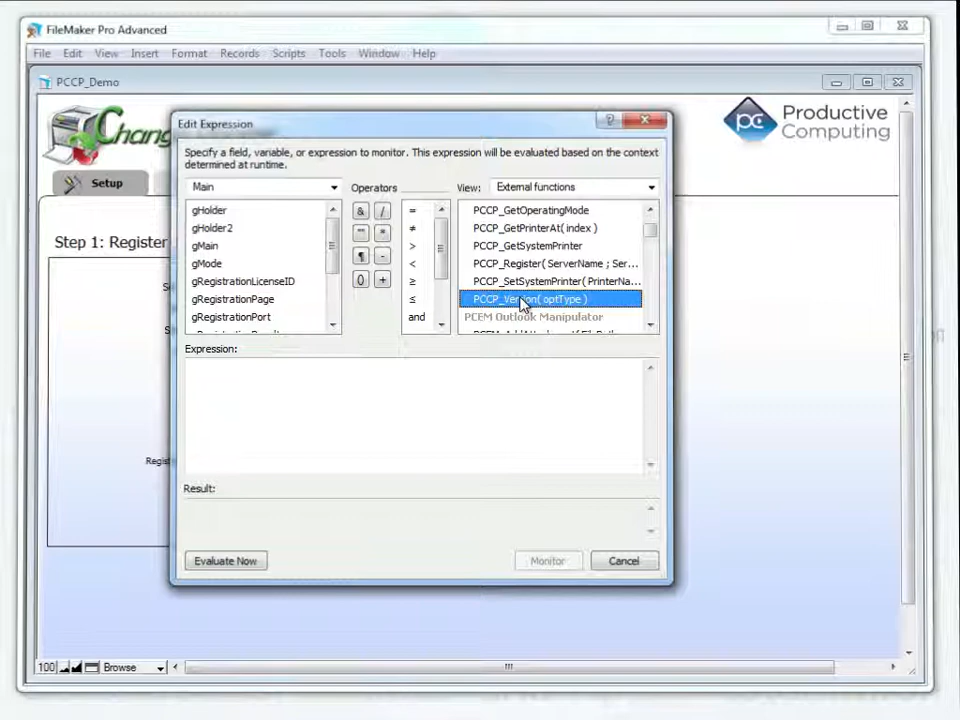 FileMaker Pro Advanced
File Edit View Insert Format Records Scripts Tools Window Help
PCCP_Demo
Chang
Productive
Computing
Setup
Step 1: Register
Regist
Edit Expression
Specify a field, variable, or expression to monitor. This expression will be evaluated based on the context
determined at runtime.
Main
Operators
View: External functions
gHolder
gHolder2
gMain
gMode
gRegistrationLicenseID
gRegistrationPage
gRegistrationPort
& /
"" *
¶ -
() +
=
≠
>
<
≥
≤
and
PCCP_GetOperatingMode
PCCP_GetPrinterAt( index )
PCCP_GetSystemPrinter
PCCP_Register( ServerName ; Ser...
PCCP_SetSystemPrinter( PrinterNa...
PCCP_Version( optType )
PCEM Outlook Manipulator
Expression:
Result:
Evaluate Now
Monitor
Cancel
100
Browse